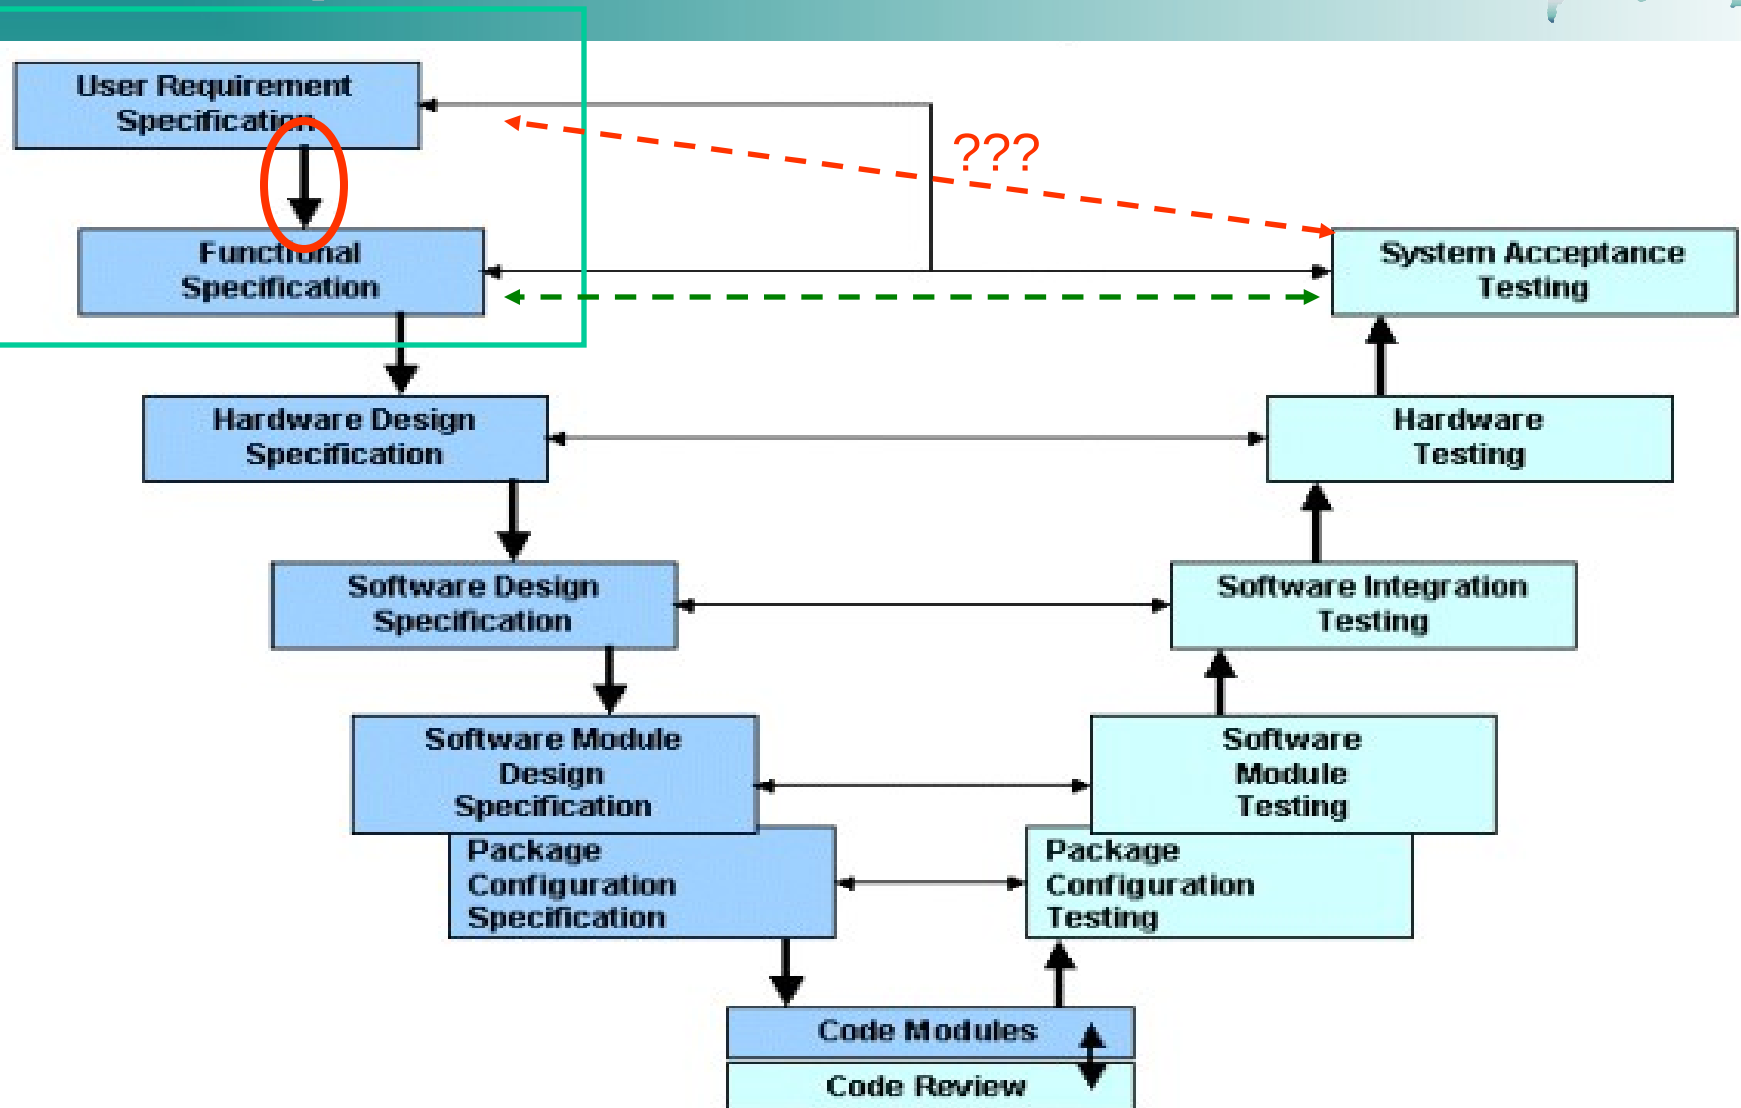 User Requirement
Specification
???
Functional
Specification
System Acceptance
Testing
Hardware Design
Specification
Hardware
Testing
Software Design
Specification
Software Integration
Testing
Software Module
Design
Specification
Software
Module
Testing
Package
Configuration
Specification
Package
Configuration
Testing
Code Modules
Code Review